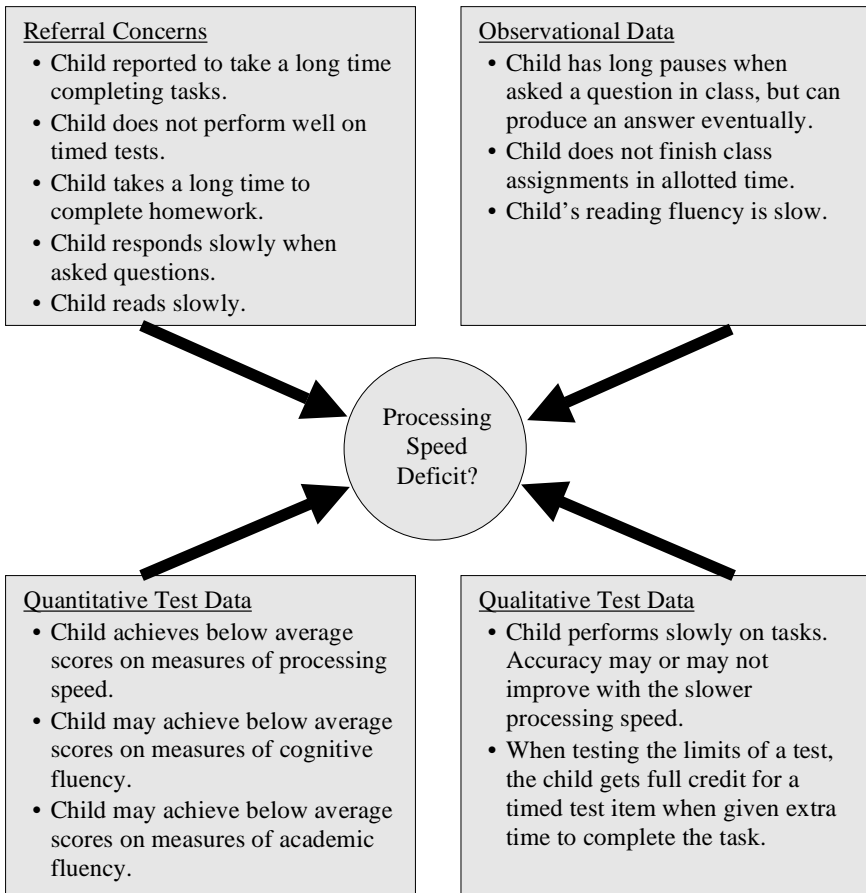 Referral Concerns
• Child reported to take a long time
completing tasks.
• Child does not perform well on
timed tests.
• Child takes a long time to
complete homework.
• Child responds slowly when
asked questions.
• Child reads slowly.
Observational Data
• Child has long pauses when
asked a question in class, but can
produce an answer eventually.
• Child does not finish class
assignments in allotted time.
• Child’s reading fluency is slow.
Processing
Speed
Deficit?
Quantitative Test Data
• Child achieves below average
scores on measures of processing
speed.
• Child may achieve below average
scores on measures of cognitive
fluency.
• Child may achieve below average
scores on measures of academic
fluency.
Qualitative Test Data
• Child performs slowly on tasks.
Accuracy may or may not
improve with the slower
processing speed.
• When testing the limits of a test,
the child gets full credit for a
timed test item when given extra
time to complete the task.